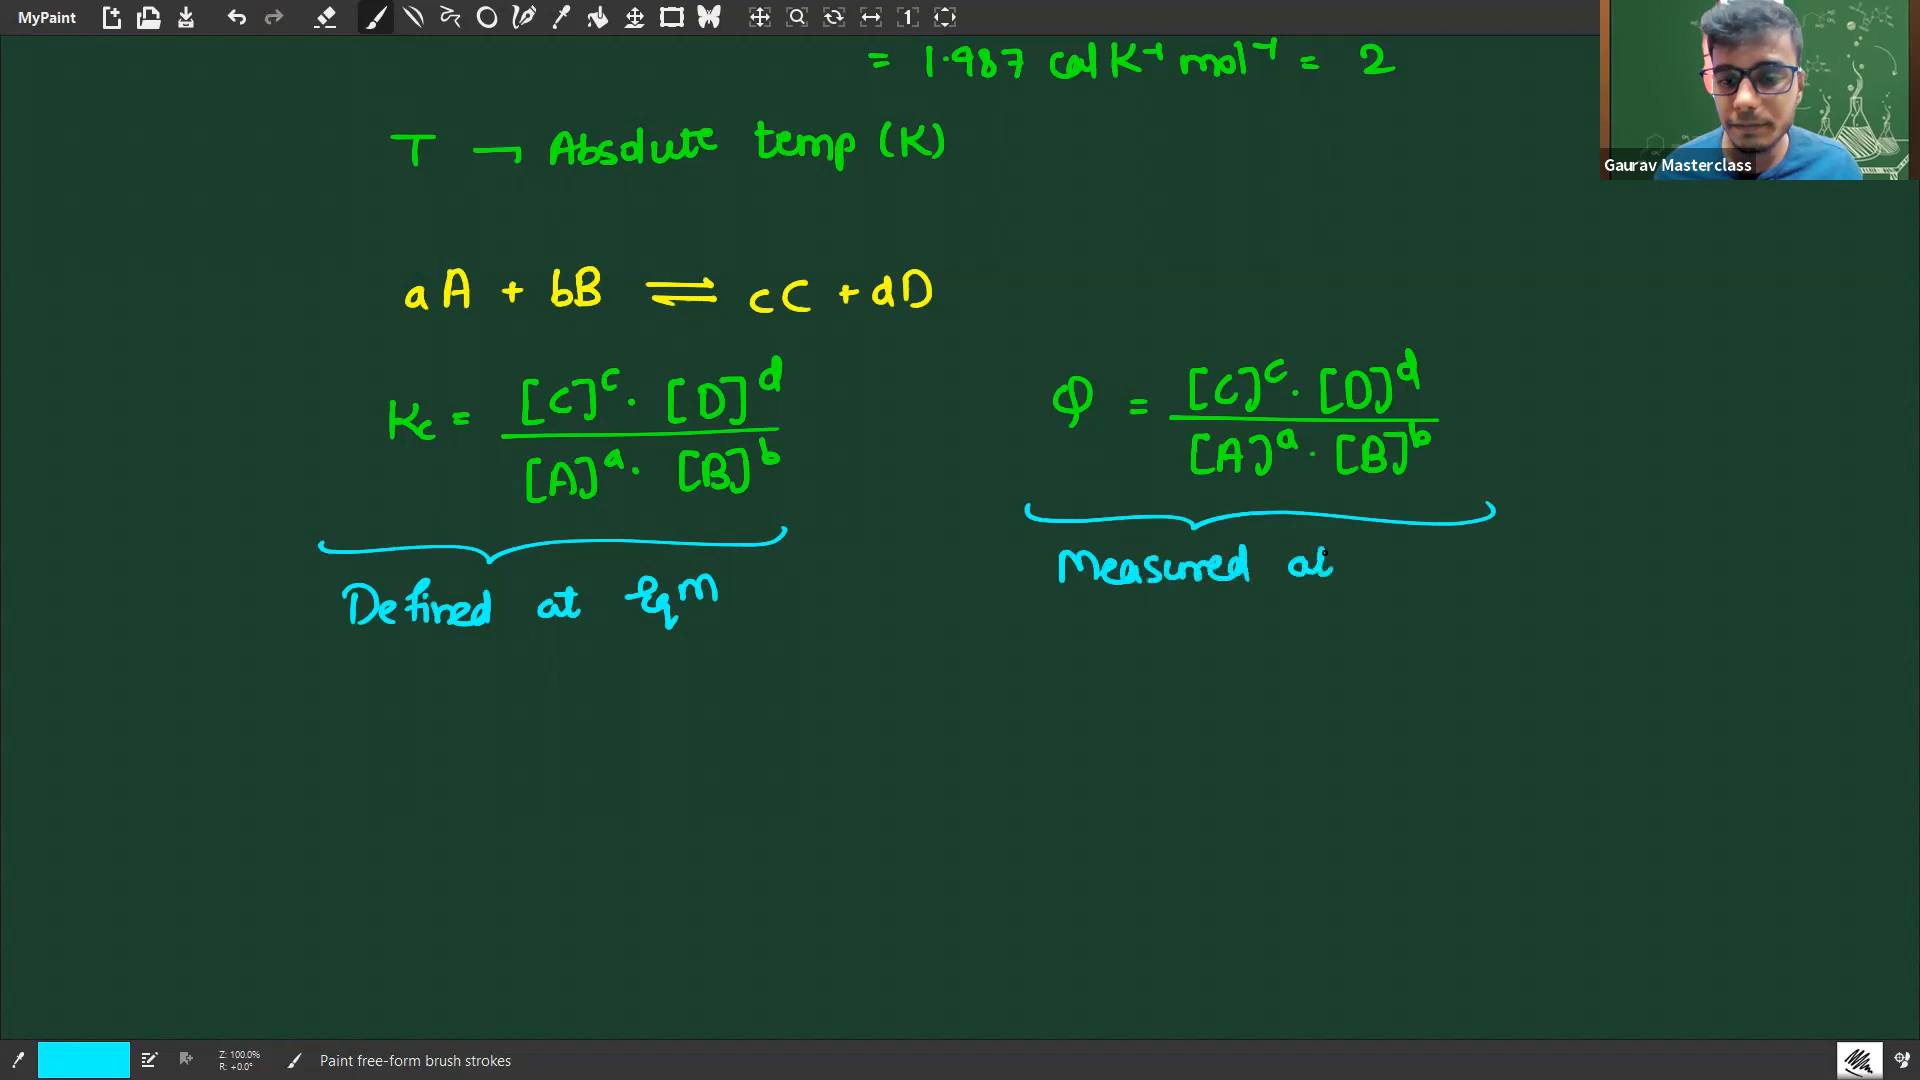 MyPaint
= 1.987 cal K⁻¹ mol⁻¹ = 2
T → Absolute temp (K)
Gaurav Masterclass
aA + bB ⇌ cC + dD
Kc = [C]ᶜ · [D]ᵈ / [A]ᵃ · [B]ᵇ
Q = [C]ᶜ · [D]ᵈ / [A]ᵃ · [B]ᵇ
Defined at Eqm
Measured at
Z: 100.0%
R: +0.0°
Paint free-form brush strokes